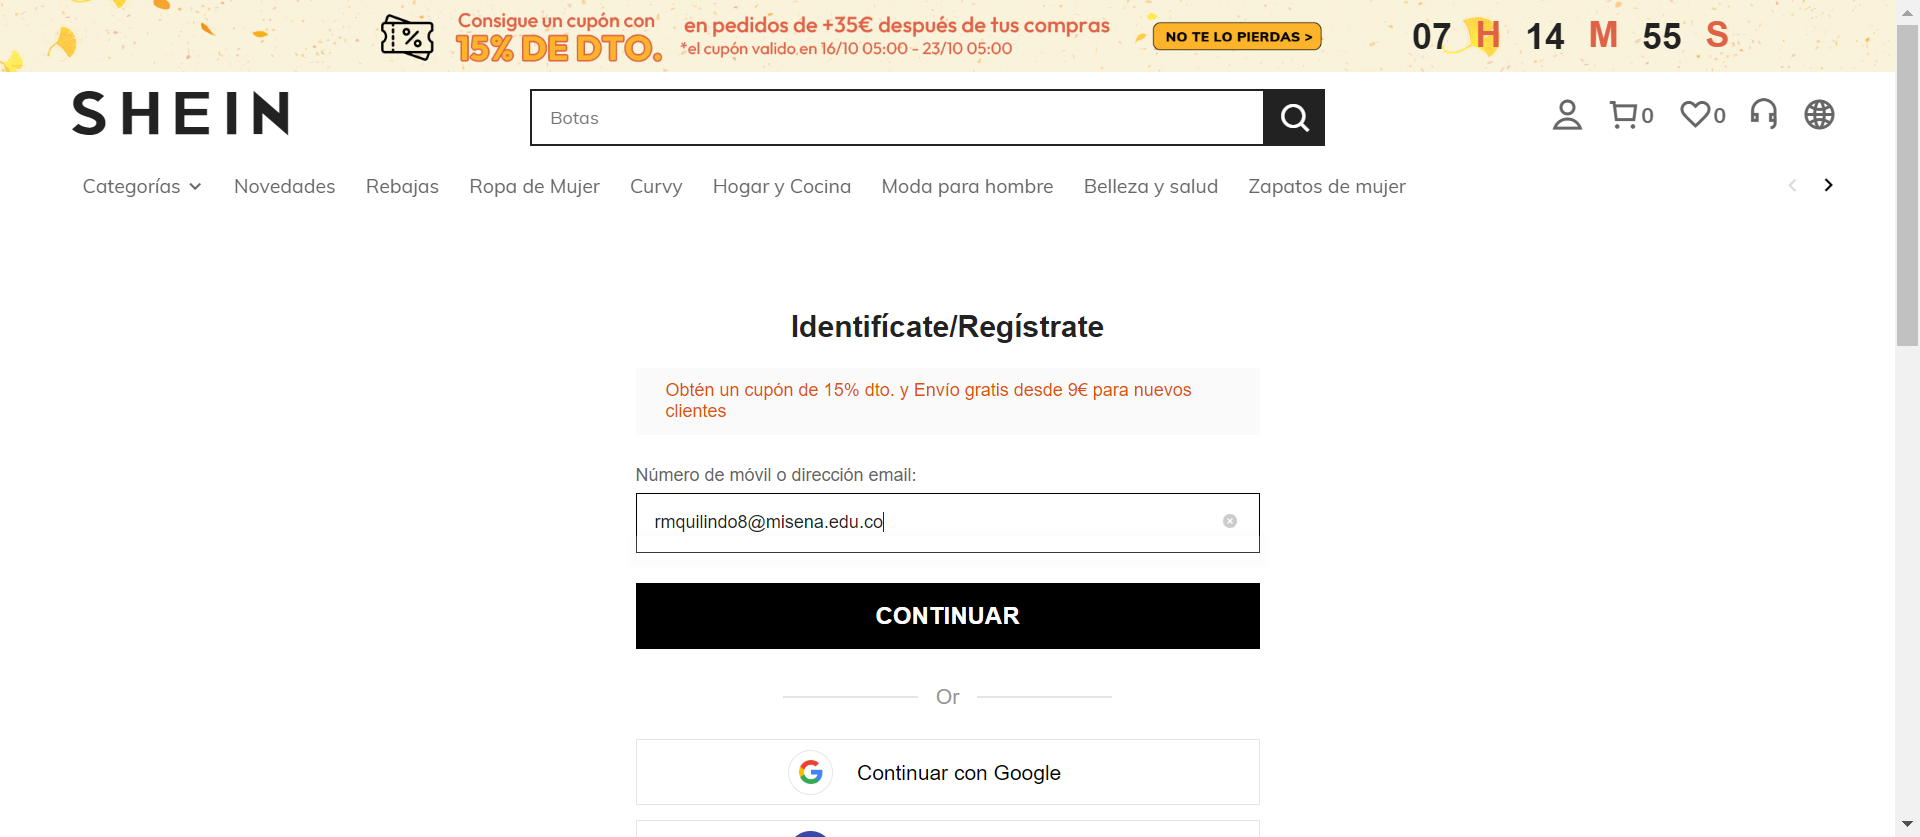 Consigue un cupón con
15% DE DTO.
en pedidos de +35€ después de tus compras
*el cupón valido en 16/10 05:00 - 23/10 05:00
NO TE LO PIERDAS >
07 H 14 M 55 S
SHEIN
Botas
0
0
Categorías Novedades Rebajas Ropa de Mujer Curvy Hogar y Cocina Moda para hombre Belleza y salud Zapatos de mujer
Identifícate/Regístrate
Obtén un cupón de 15% dto. y Envío gratis desde 9€ para nuevos
clientes
Número de móvil o dirección email:
rmquilindo8@misena.edu.co
CONTINUAR
Or
Continuar con Google